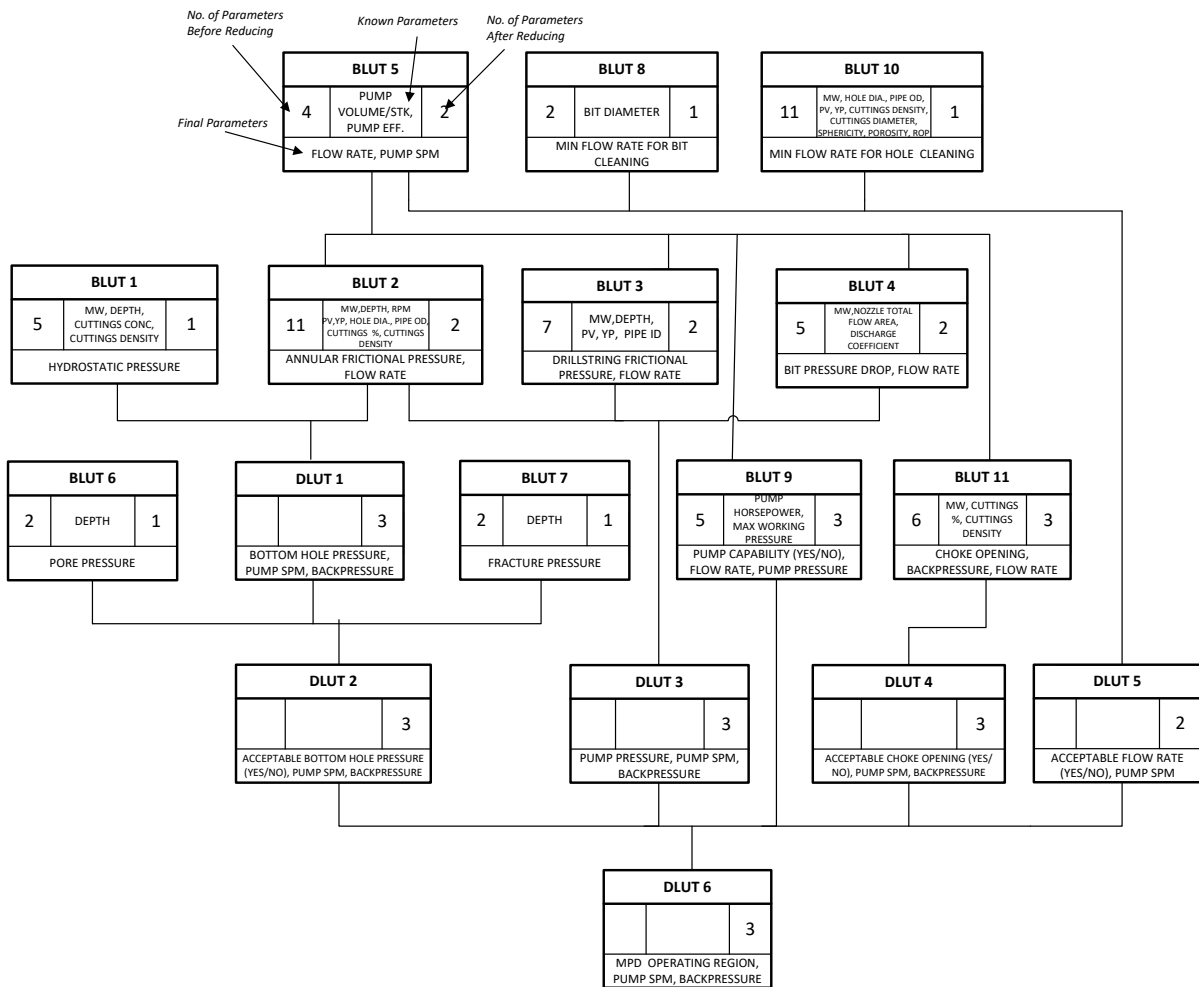 No. of Parameters
Before Reducing
Known Parameters
No. of Parameters
After Reducing
Final Parameters
BLUT 5
4
PUMP
VOLUME/STK,
PUMP EFF.
2
FLOW RATE, PUMP SPM
BLUT 8
2
BIT DIAMETER
1
MIN FLOW RATE FOR BIT
CLEANING
BLUT 10
11
MW, HOLE DIA., PIPE OD,
PV, YP, CUTTINGS DENSITY,
CUTTINGS DIAMETER,
SPHERICITY, POROSITY, ROP
1
MIN FLOW RATE FOR HOLE CLEANING
BLUT 1
5
MW, DEPTH,
CUTTINGS CONC,
CUTTINGS DENSITY
1
HYDROSTATIC PRESSURE
BLUT 2
11
MW,DEPTH, RPM
PV,YP, HOLE DIA., PIPE OD,
CUTTINGS %, CUTTINGS
DENSITY
2
ANNULAR FRICTIONAL PRESSURE,
FLOW RATE
BLUT 3
7
MW,DEPTH,
PV, YP, PIPE ID
2
DRILLSTRING FRICTIONAL
PRESSURE, FLOW RATE
BLUT 4
5
MW,NOZZLE TOTAL
FLOW AREA,
DISCHARGE
COEFFICIENT
2
BIT PRESSURE DROP, FLOW RATE
BLUT 6
2
DEPTH
1
PORE PRESSURE
DLUT 1
3
BOTTOM HOLE PRESSURE,
PUMP SPM, BACKPRESSURE
BLUT 7
2
DEPTH
1
FRACTURE PRESSURE
BLUT 9
5
PUMP
HORSEPOWER,
MAX WORKING
PRESSURE
3
PUMP CAPABILITY (YES/NO),
FLOW RATE, PUMP PRESSURE
BLUT 11
6
MW, CUTTINGS
%, CUTTINGS
DENSITY
3
CHOKE OPENING,
BACKPRESSURE, FLOW RATE
DLUT 2
3
ACCEPTABLE BOTTOM HOLE PRESSURE
(YES/NO), PUMP SPM, BACKPRESSURE
DLUT 3
3
PUMP PRESSURE, PUMP SPM,
BACKPRESSURE
DLUT 4
3
ACCEPTABLE CHOKE OPENING (YES/
NO), PUMP SPM, BACKPRESSURE
DLUT 5
2
ACCEPTABLE FLOW RATE
(YES/NO), PUMP SPM
DLUT 6
3
MPD OPERATING REGION,
PUMP SPM, BACKPRESSURE